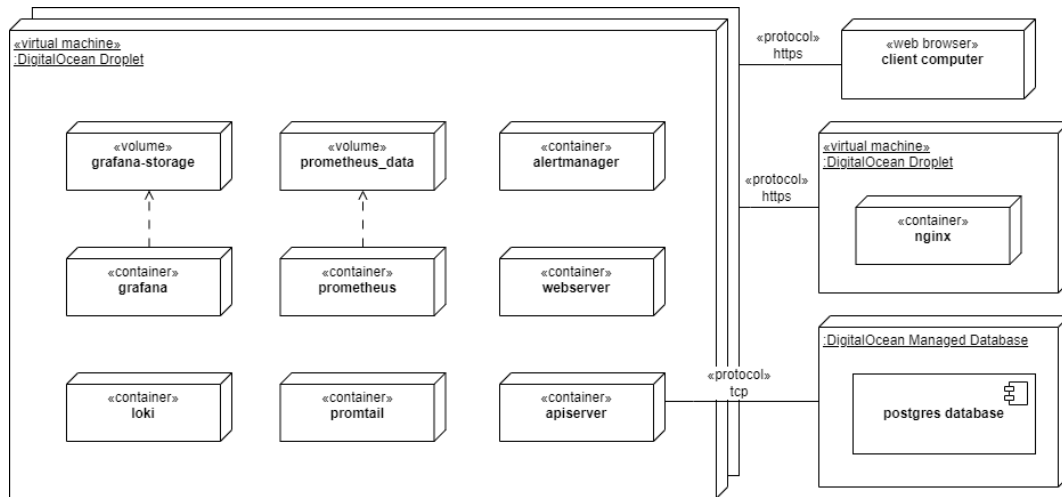 «virtual machine»
:DigitalOcean Droplet
«protocol»
https
«web browser»
client computer
«volume»
grafana-storage
«volume»
prometheus_data
«container»
alertmanager
«virtual machine»
:DigitalOcean Droplet
«protocol»
https
«container»
nginx
«container»
grafana
«container»
prometheus
«container»
webserver
:DigitalOcean Managed Database
«protocol»
tcp
«container»
loki
«container»
promtail
«container»
apiserver
postgres database